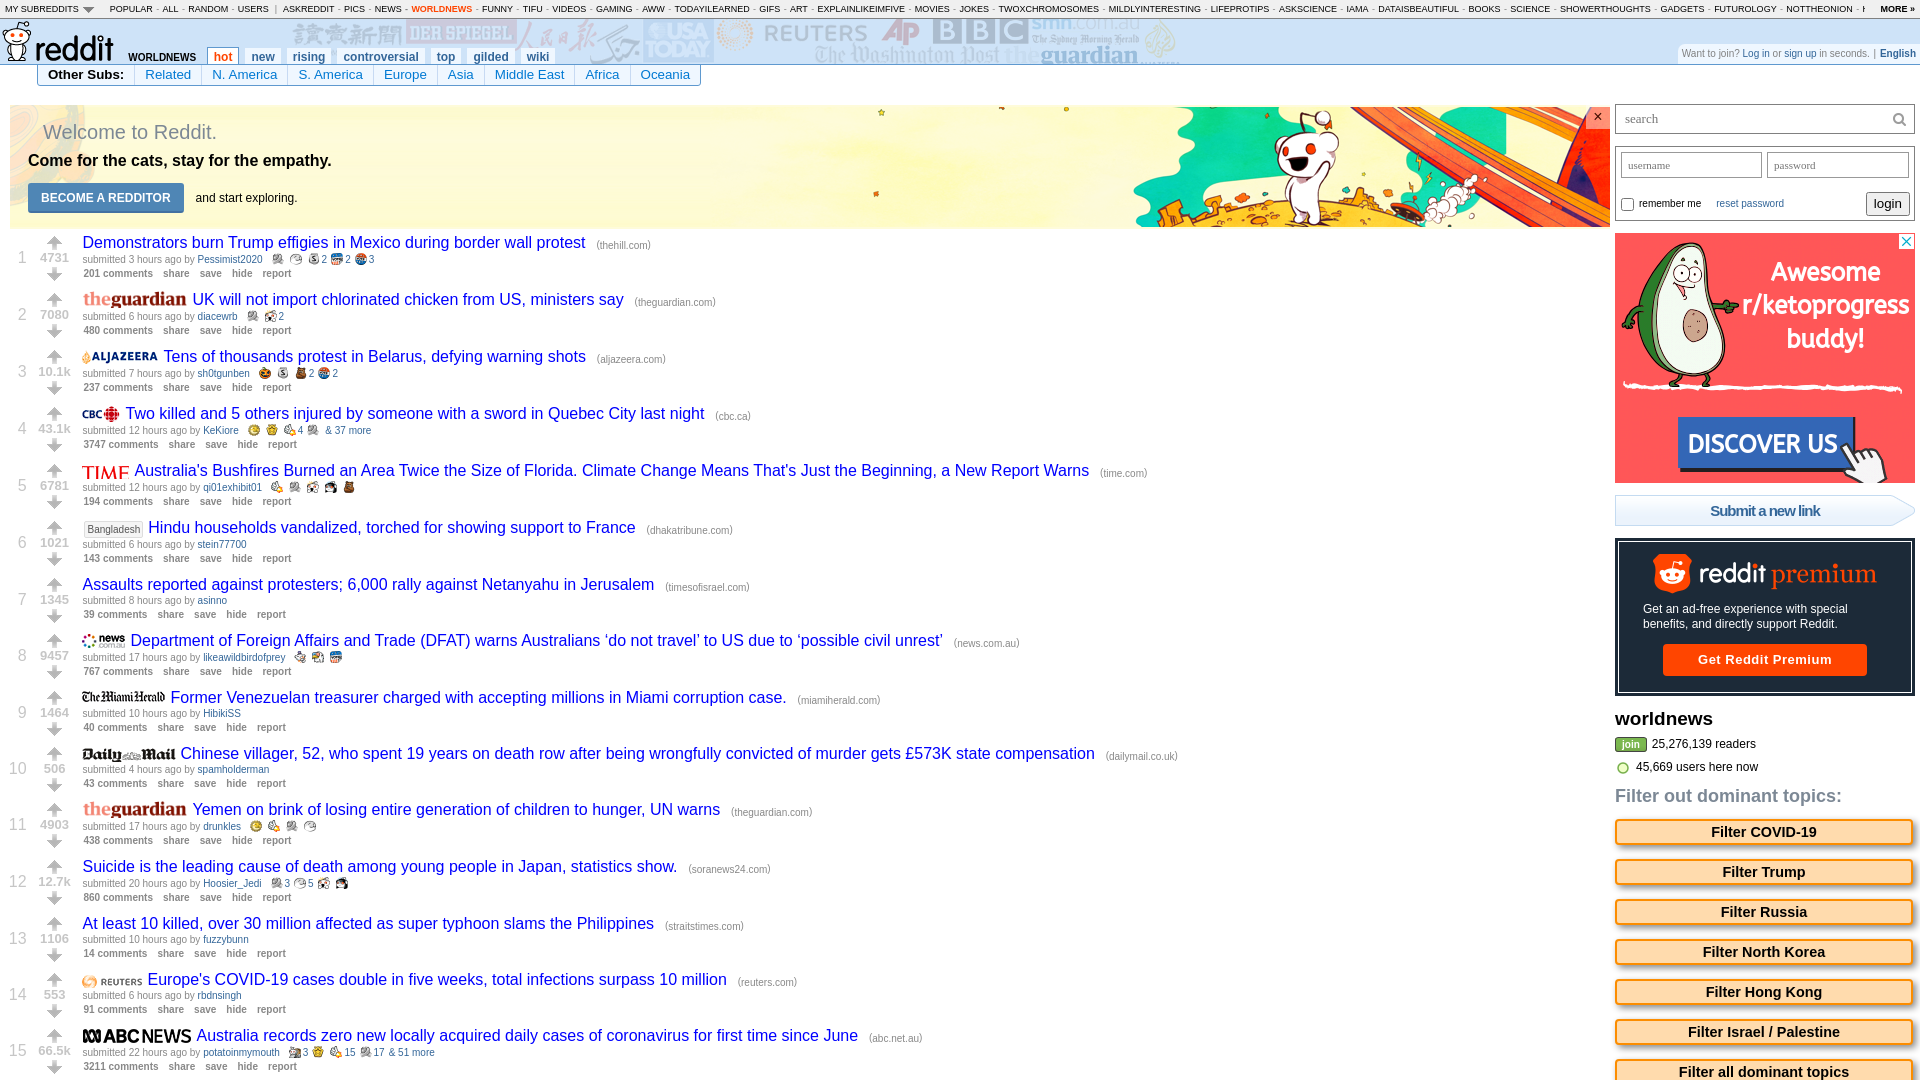 MY SUBREDDITS POPULAR - ALL - RANDOM - USERS | ASKREDDIT - PICS - NEWS - WORLDNEWS - FUNNY - TIFU - VIDEOS - GAMING - AWW - TODAYILEARNED - GIFS - ART - EXPLAINLIKEIMFIVE - MOVIES - JOKES - TWOXCHROMOSOMES - MILDLYINTERESTING - LIFEPROTIPS - ASKSCIENCE - IAMA - DATAISBEAUTIFUL - BOOKS - SCIENCE - SHOWERTHOUGHTS - GADGETS - FUTUROLOGY - NOTTHEONION - MORE »
reddit WORLDNEWS hot new rising controversial top gilded wiki
Want to join? Log in or sign up in seconds. | English
USA TODAY
REUTERS AP BBC smh.com.au
The Sydney Morning Herald
The Washington Post theguardian
Other Subs: Related N. America S. America Europe Asia Middle East Africa Oceania
Welcome to Reddit.
Come for the cats, stay for the empathy.
BECOME A REDDITOR and start exploring.
×
1 4731 Demonstrators burn Trump effigies in Mexico during border wall protest (thehill.com)
submitted 3 hours ago by Pessimist2020 2 2 3
201 comments share save hide report
2 7080 theguardian UK will not import chlorinated chicken from US, ministers say (theguardian.com)
submitted 6 hours ago by diacewrb 2
480 comments share save hide report
3 10.1k ALJAZEERA Tens of thousands protest in Belarus, defying warning shots (aljazeera.com)
submitted 7 hours ago by sh0tgunben 2 2
237 comments share save hide report
4 43.1k CBC Two killed and 5 others injured by someone with a sword in Quebec City last night (cbc.ca)
submitted 12 hours ago by KeKiore 4 & 37 more
3747 comments share save hide report
5 6781 TIME Australia's Bushfires Burned an Area Twice the Size of Florida. Climate Change Means That's Just the Beginning, a New Report Warns (time.com)
submitted 12 hours ago by qi01exhibit01
194 comments share save hide report
6 1021 Bangladesh Hindu households vandalized, torched for showing support to France (dhakatribune.com)
submitted 6 hours ago by stein77700
143 comments share save hide report
7 1345 Assaults reported against protesters; 6,000 rally against Netanyahu in Jerusalem (timesofisrael.com)
submitted 8 hours ago by asinno
39 comments share save hide report
8 9457 news com.au Department of Foreign Affairs and Trade (DFAT) warns Australians ‘do not travel’ to US due to ‘possible civil unrest’ (news.com.au)
submitted 17 hours ago by likeawildbirdofprey
767 comments share save hide report
9 1464 The Miami Herald Former Venezuelan treasurer charged with accepting millions in Miami corruption case. (miamiherald.com)
submitted 10 hours ago by HibikiSS
40 comments share save hide report
10 506 Daily Mail Chinese villager, 52, who spent 19 years on death row after being wrongfully convicted of murder gets £573K state compensation (dailymail.co.uk)
submitted 4 hours ago by spamholderman
43 comments share save hide report
11 4903 theguardian Yemen on brink of losing entire generation of children to hunger, UN warns (theguardian.com)
submitted 17 hours ago by drunkles
438 comments share save hide report
12 12.7k Suicide is the leading cause of death among young people in Japan, statistics show. (soranews24.com)
submitted 20 hours ago by Hoosier_Jedi 3 5
860 comments share save hide report
13 1106 At least 10 killed, over 30 million affected as super typhoon slams the Philippines (straitstimes.com)
submitted 10 hours ago by fuzzybunn
14 comments share save hide report
14 553 REUTERS Europe's COVID-19 cases double in five weeks, total infections surpass 10 million (reuters.com)
submitted 6 hours ago by rbdnsingh
91 comments share save hide report
15 66.5k ABC NEWS Australia records zero new locally acquired daily cases of coronavirus for first time since June (abc.net.au)
submitted 22 hours ago by potatoinmymouth 3 15 17 & 51 more
3211 comments share save hide report
search
username password
remember me reset password login
Awesome
r/ketoprogress
buddy!
DISCOVER US
Submit a new link
reddit premium
Get an ad-free experience with special
benefits, and directly support Reddit.
Get Reddit Premium
worldnews
join 25,276,139 readers
45,669 users here now
Filter out dominant topics:
Filter COVID-19
Filter Trump
Filter Russia
Filter North Korea
Filter Hong Kong
Filter Israel / Palestine
Filter all dominant topics